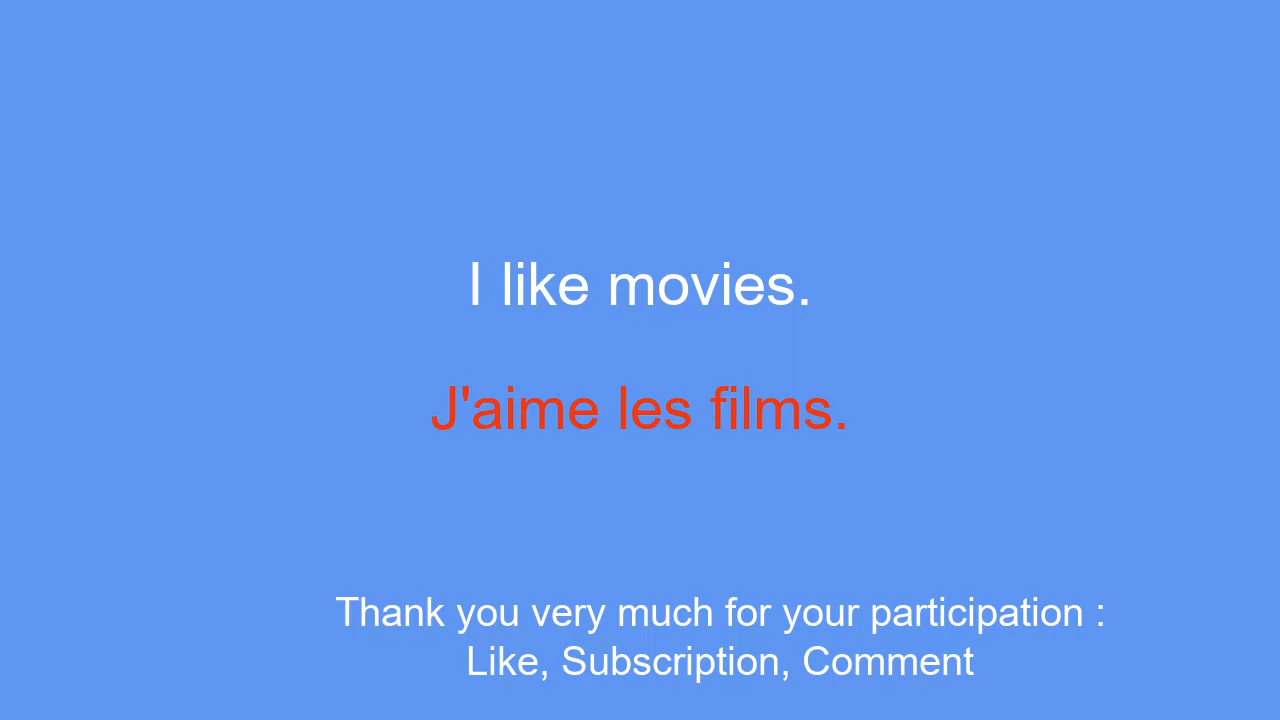 I like movies.
J'aime les films.
Thank you very much for your participation :
Like, Subscription, Comment